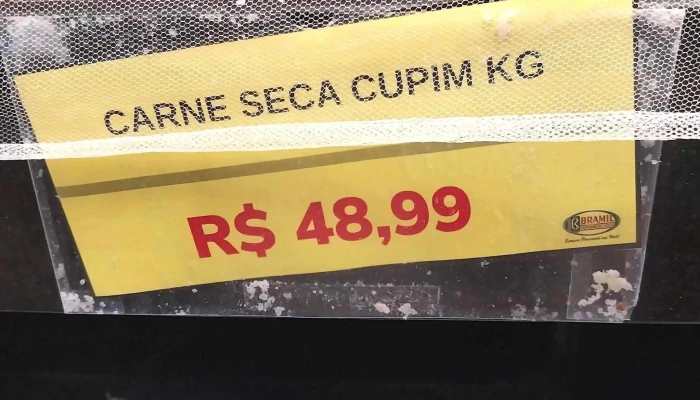 CARNE SECA CUPIM KG
R$ 48,99
BRAMIL